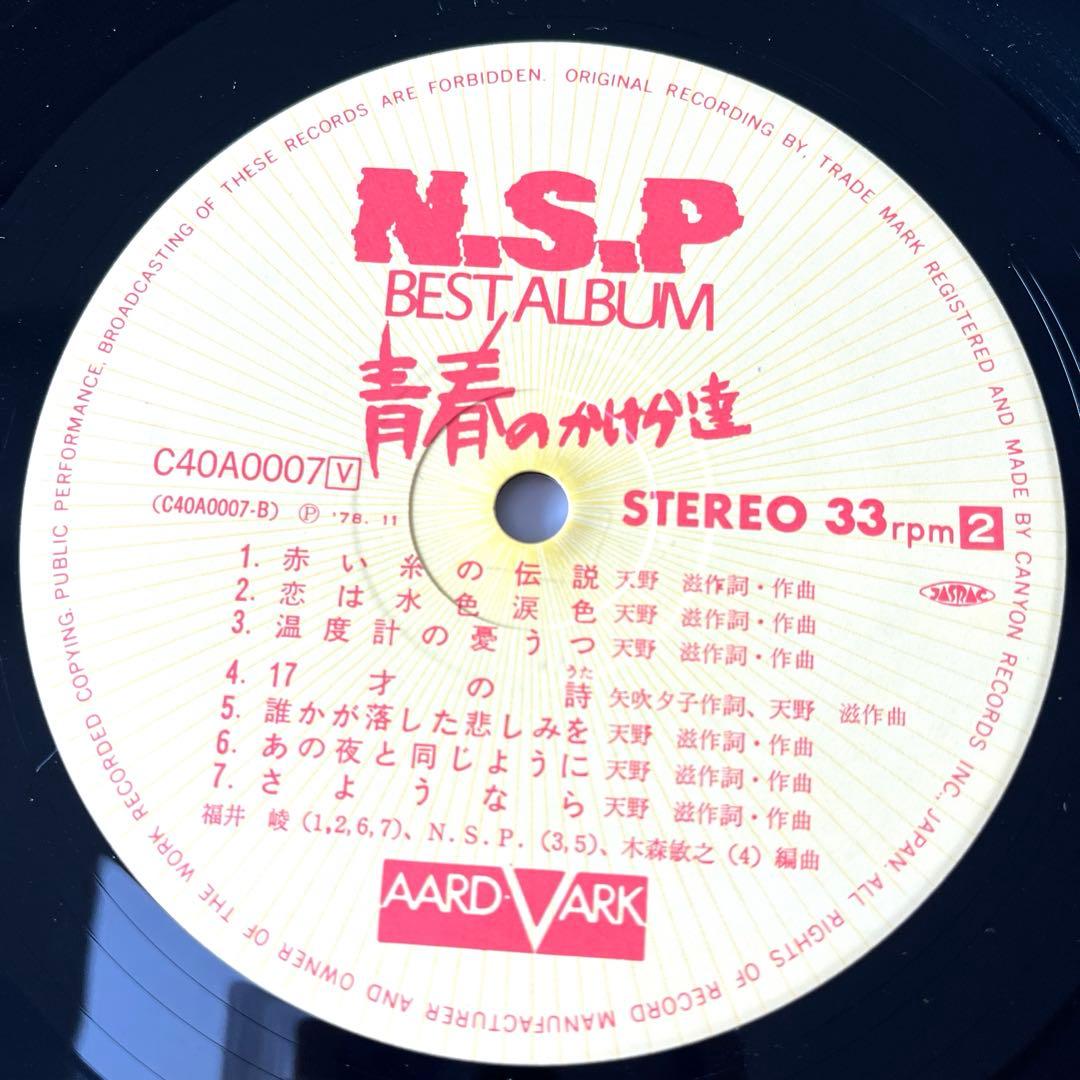 ORIGINAL RECORDING BY, TRADE MARK REGISTERED AND MADE BY CANYON RECORDS INC., JAPAN. ALL RIGHTS OF RECORD MANUFACTURER AND OWNER OF THE WORK RECORDED COPYING. PUBLIC PERFORMANCE, BROADCASTING OF THESE RECORDS ARE FORBIDDEN.
N.S.P
BEST ALBUM
青春のかけら達
C40A0007 V
(C40A0007-B) Ⓟ '78. 11
STEREO 33rpm 2
JASRAC
1. 赤い糸の伝説 天野 滋作詞・作曲
2. 恋は水色涙色 天野 滋作詞・作曲
3. 温度計の憂うつ 天野 滋作詞・作曲
うた
4. 17才の詩 矢吹夕子作詞、天野 滋作曲
5. 誰かが落した悲しみを 天野 滋作詞・作曲
6. あの夜と同じように 天野 滋作詞・作曲
7. さようなら 天野 滋作詞・作曲
福井 崚(1,2,6,7)、N.S.P.(3,5)、木森敏之(4)編曲
AARD-VARK